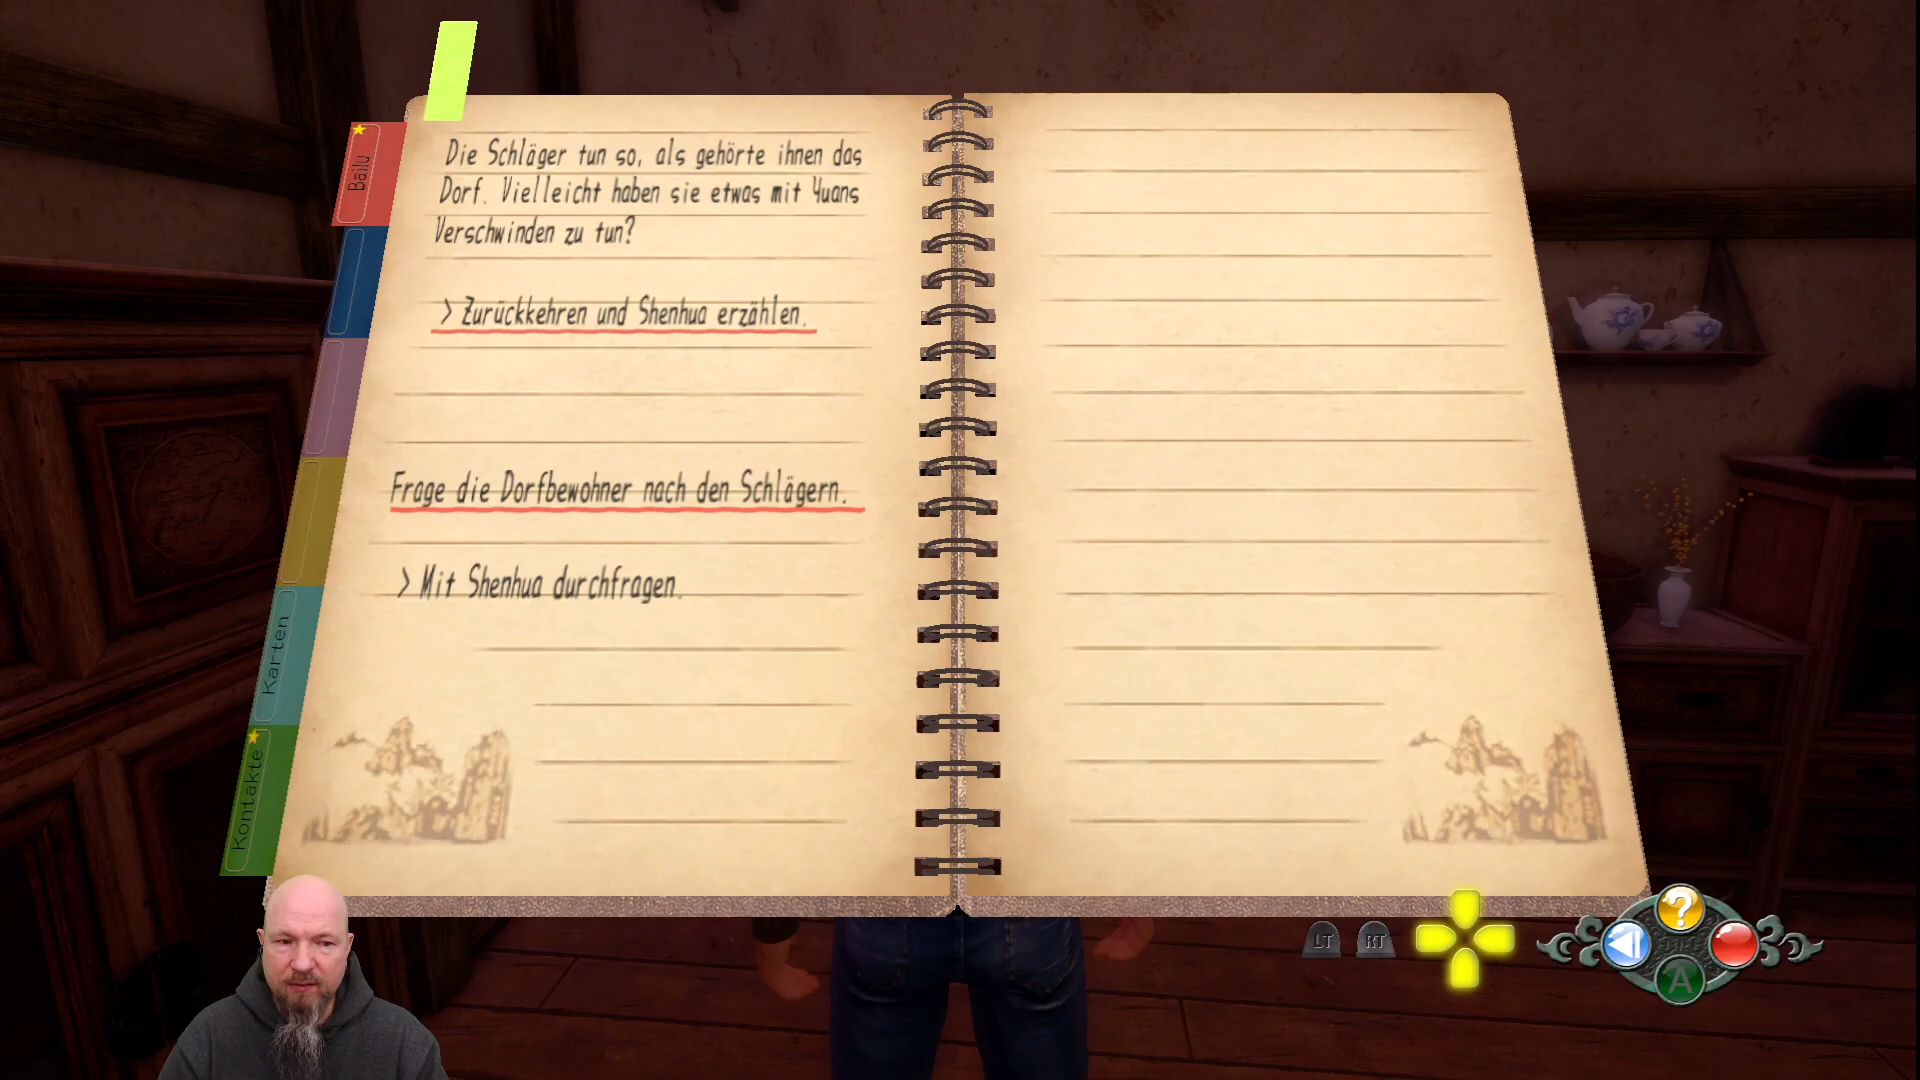 Die Schläger tun so, als gehörte ihnen das
Dorf. Vielleicht haben sie etwas mit Yuans
Verschwinden zu tun?
> Zurückkehren und Shenhua erzählen.
Frage die Dorfbewohner nach den Schlägern.
> Mit Shenhua durchfragen.
Bailu
Karten
Kontakte
LT
RT
?
A